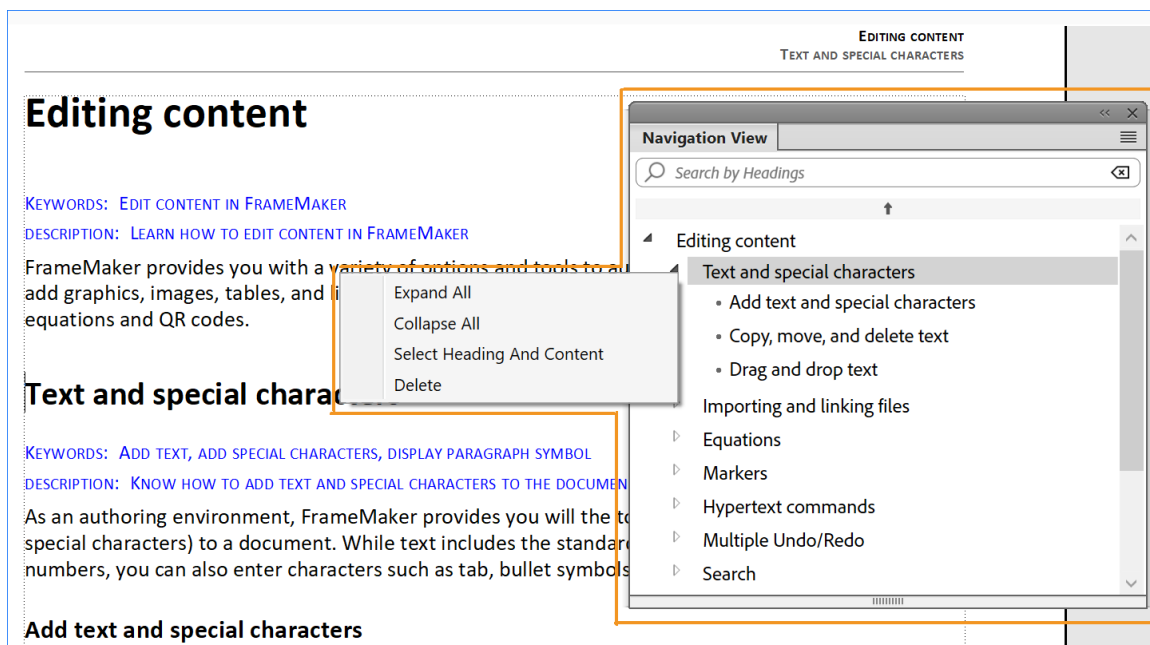 EDITING CONTENT
TEXT AND SPECIAL CHARACTERS
Editing content
KEYWORDS: EDIT CONTENT IN FRAMEMAKER
DESCRIPTION: LEARN HOW TO EDIT CONTENT IN FRAMEMAKER
FrameMaker provides you with a variety of options and tools to
add graphics, images, tables, and
equations and QR codes.
Text and special characters
KEYWORDS: ADD TEXT, ADD SPECIAL CHARACTERS, DISPLAY PARAGRAPH SYMBOL
DESCRIPTION: KNOW HOW TO ADD TEXT AND SPECIAL CHARACTERS TO THE DOCUMEN
As an authoring environment, FrameMaker provides you will the
special characters) to a document. While text includes the standar
numbers, you can also enter characters such as tab, bullet symbols
Add text and special characters
Expand All
Collapse All
Select Heading And Content
Delete
Navigation View
Search by Headings
Editing content
Text and special characters
• Add text and special characters
• Copy, move, and delete text
• Drag and drop text
Importing and linking files
Equations
Markers
Hypertext commands
Multiple Undo/Redo
Search